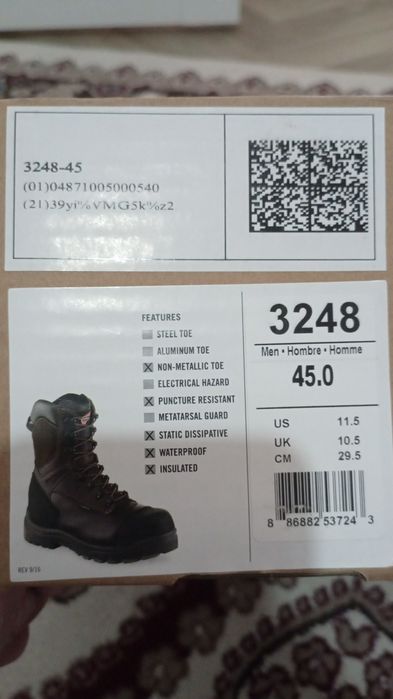 3248-45
(01)04871005000540
(21)39yi%VMG5k%z2
FEATURES
STEEL TOE
ALUMINUM TOE
NON-METALLIC TOE
ELECTRICAL HAZARD
PUNCTURE RESISTANT
METATARSAL GUARD
STATIC DISSIPATIVE
WATERPROOF
INSULATED
REV 9/16
3248
Men • Hombre • Homme
45.0
US 11.5
UK 10.5
CM 29.5
8 86882 53724 3